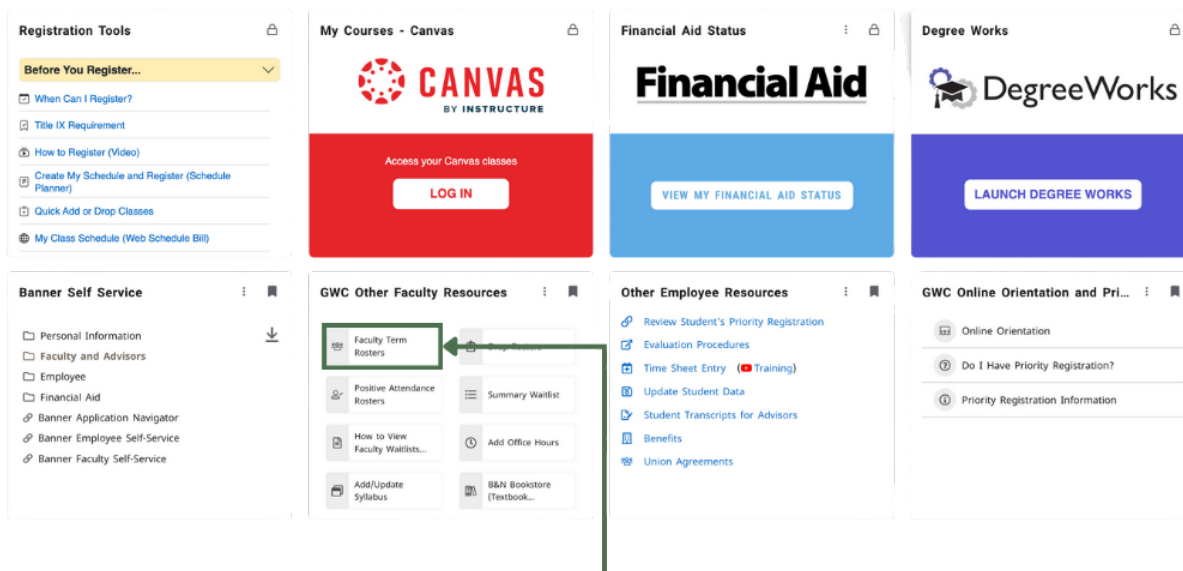 Registration Tools
Before You Register...
When Can I Register?
Title IX Requirement
How to Register (Video)
Create My Schedule and Register (Schedule
Planner)
Quick Add or Drop Classes
My Class Schedule (Web Schedule Bill)
My Courses - Canvas
CANVAS
BY INSTRUCTURE
Access your Canvas classes
LOG IN
Financial Aid Status
Financial Aid
VIEW MY FINANCIAL AID STATUS
Degree Works
DegreeWorks
LAUNCH DEGREE WORKS
Banner Self Service
Personal Information
Faculty and Advisors
Employee
Financial Aid
Banner Application Navigator
Banner Employee Self-Service
Banner Faculty Self-Service
GWC Other Faculty Resources
Faculty Term
Rosters
Drop Rosters
Positive Attendance
Rosters
Summary Waitlist
How to View
Faculty Waitlists...
Add Office Hours
Add/Update
Syllabus
B&N Bookstore
(Textbook...
Other Employee Resources
Review Student's Priority Registration
Evaluation Procedures
Time Sheet Entry (Training)
Update Student Data
Student Transcripts for Advisors
Benefits
Union Agreements
GWC Online Orientation and Pri...
Online Orientation
Do I Have Priority Registration?
Priority Registration Information